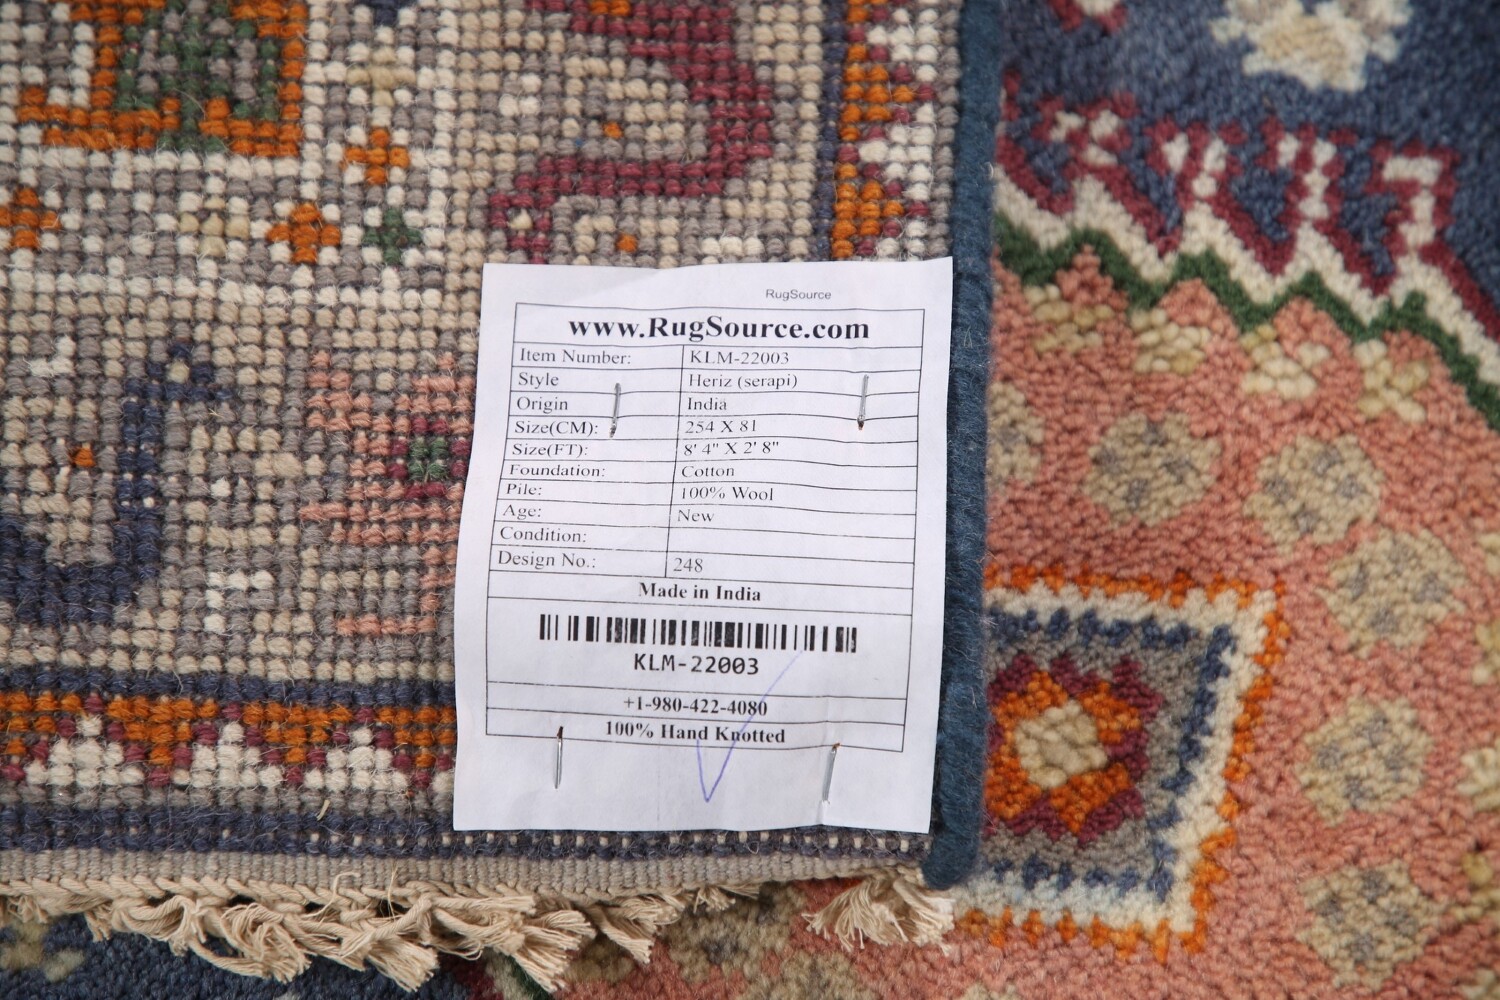 RugSource
www.RugSource.com
Item Number: KLM-22003
Style Heriz (serapi)
Origin India
Size(CM): 254 X 81
Size(FT): 8' 4" X 2' 8"
Foundation: Cotton
Pile: 100% Wool
Age: New
Condition:
Design No.: 248
Made in India
KLM-22003
+1-980-422-4080
100% Hand Knotted